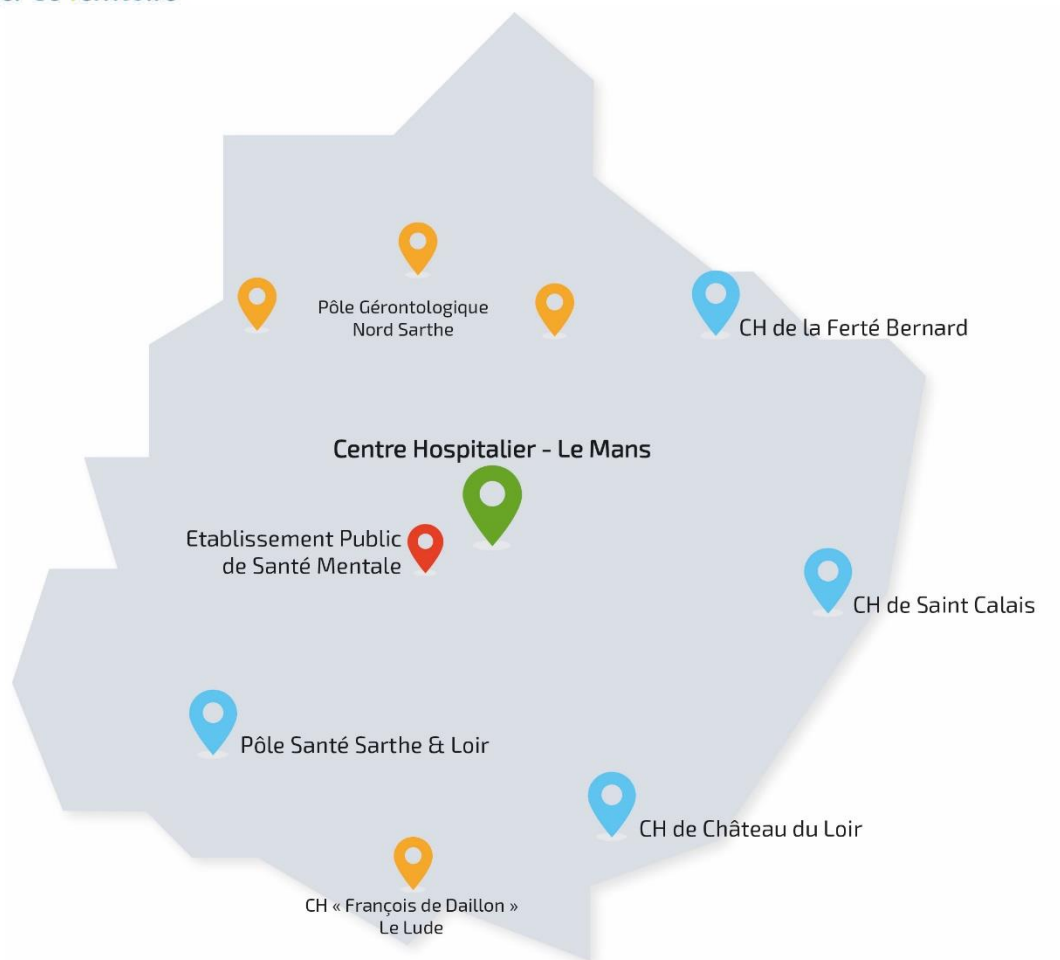 Pôle Gérontologique
Nord Sarthe
CH de la Ferté Bernard
Centre Hospitalier - Le Mans
Etablissement Public
de Santé Mentale
CH de Saint Calais
Pôle Santé Sarthe & Loir
CH de Château du Loir
CH « François de Daillon »
Le Lude